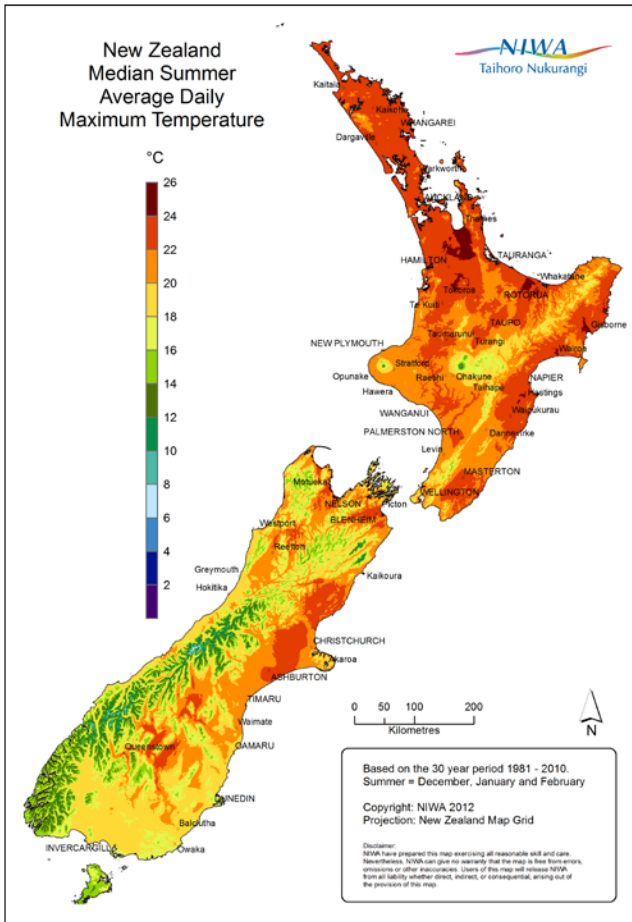 New Zealand
Median Summer
Average Daily
Maximum Temperature
NIWA
Taihoro Nukurangi
°C
26
24
22
20
18
16
14
12
10
8
6
4
2
Kaitaia
Kaikohe
WHANGAREI
Dargaville
Warkworth
AUCKLAND
Thames
HAMILTON
TAURANGA
Whakatane
Tokoroa
ROTORUA
Te Kuiti
TAUPO
Gisborne
Taumarunui
Turangi
NEW PLYMOUTH
Wairoa
Stratford
Opunake
Raetihi
Ohakune
NAPIER
Taihape
Hawera
Hastings
WANGANUI
Waipukurau
PALMERSTON NORTH
Dannevirke
Levin
MASTERTON
WELLINGTON
Motueka
NELSON
Picton
BLENHEIM
Westport
Reefton
Greymouth
Kaikoura
Hokitika
CHRISTCHURCH
Akaroa
ASHBURTON
TIMARU
Waimate
Queenstown
OAMARU
DUNEDIN
Balclutha
INVERCARGILL
Owaka
0 50 100 200
Kilometres
N
Based on the 30 year period 1981 - 2010.
Summer = December, January and February
Copyright: NIWA 2012
Projection: New Zealand Map Grid
Disclaimer:
NIWA have prepared this map exercising all reasonable skill and care.
Nevertheless, NIWA can give no warranty that the map is free from errors,
omissions or other inaccuracies. Users of this map will release NIWA
from all liability whether direct, indirect, or consequential, arising out of
the provision of this map.